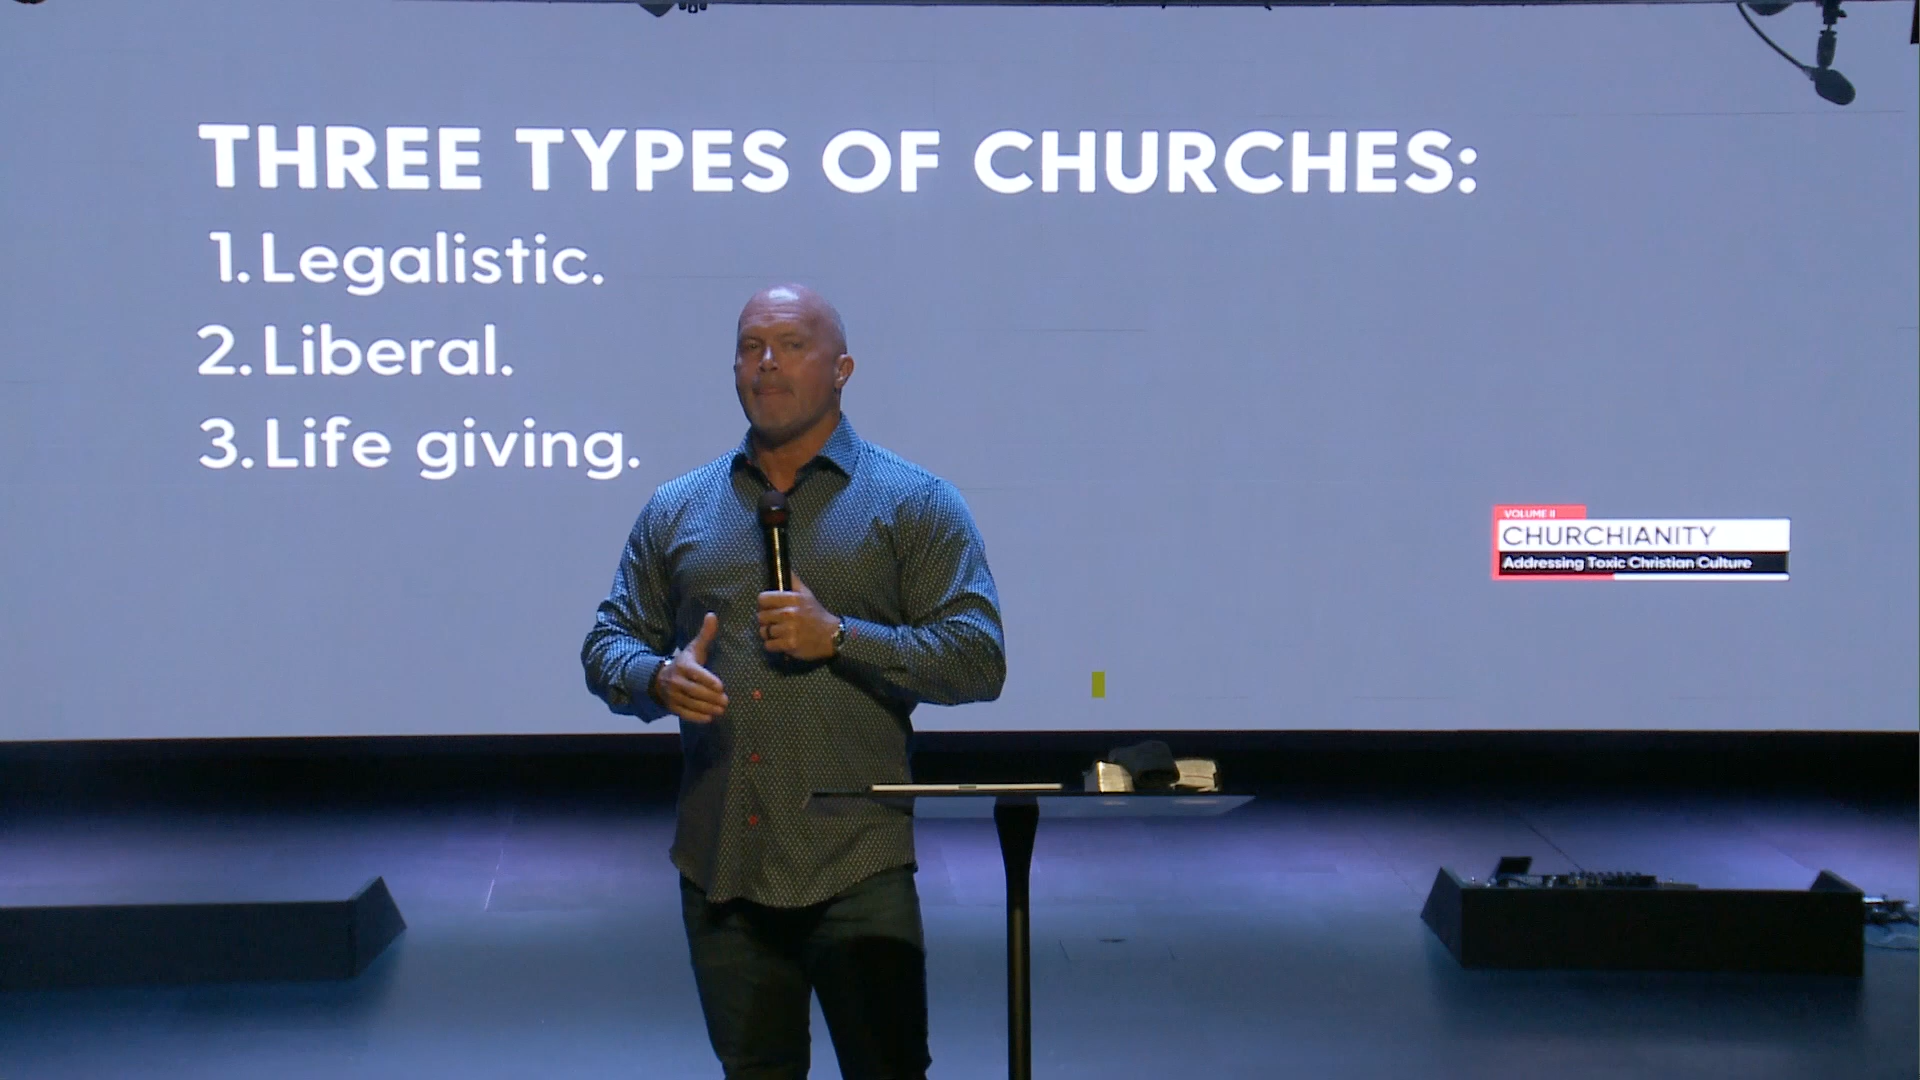 THREE TYPES OF CHURCHES:
1. Legalistic.
2. Liberal.
3. Life giving.
VOLUME II
CHURCHIANITY
Addressing Toxic Christian Culture